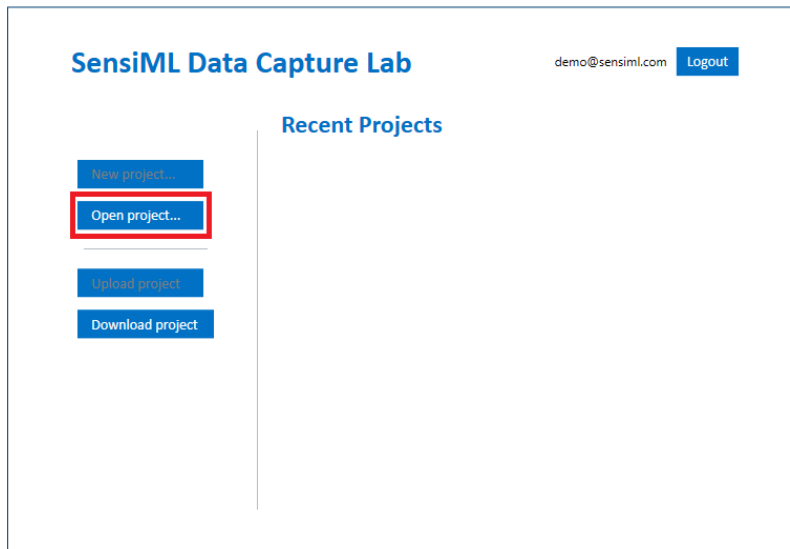 SensiML Data Capture Lab
demo@sensiml.com
Logout
Recent Projects
New project...
Open project...
Upload project
Download project